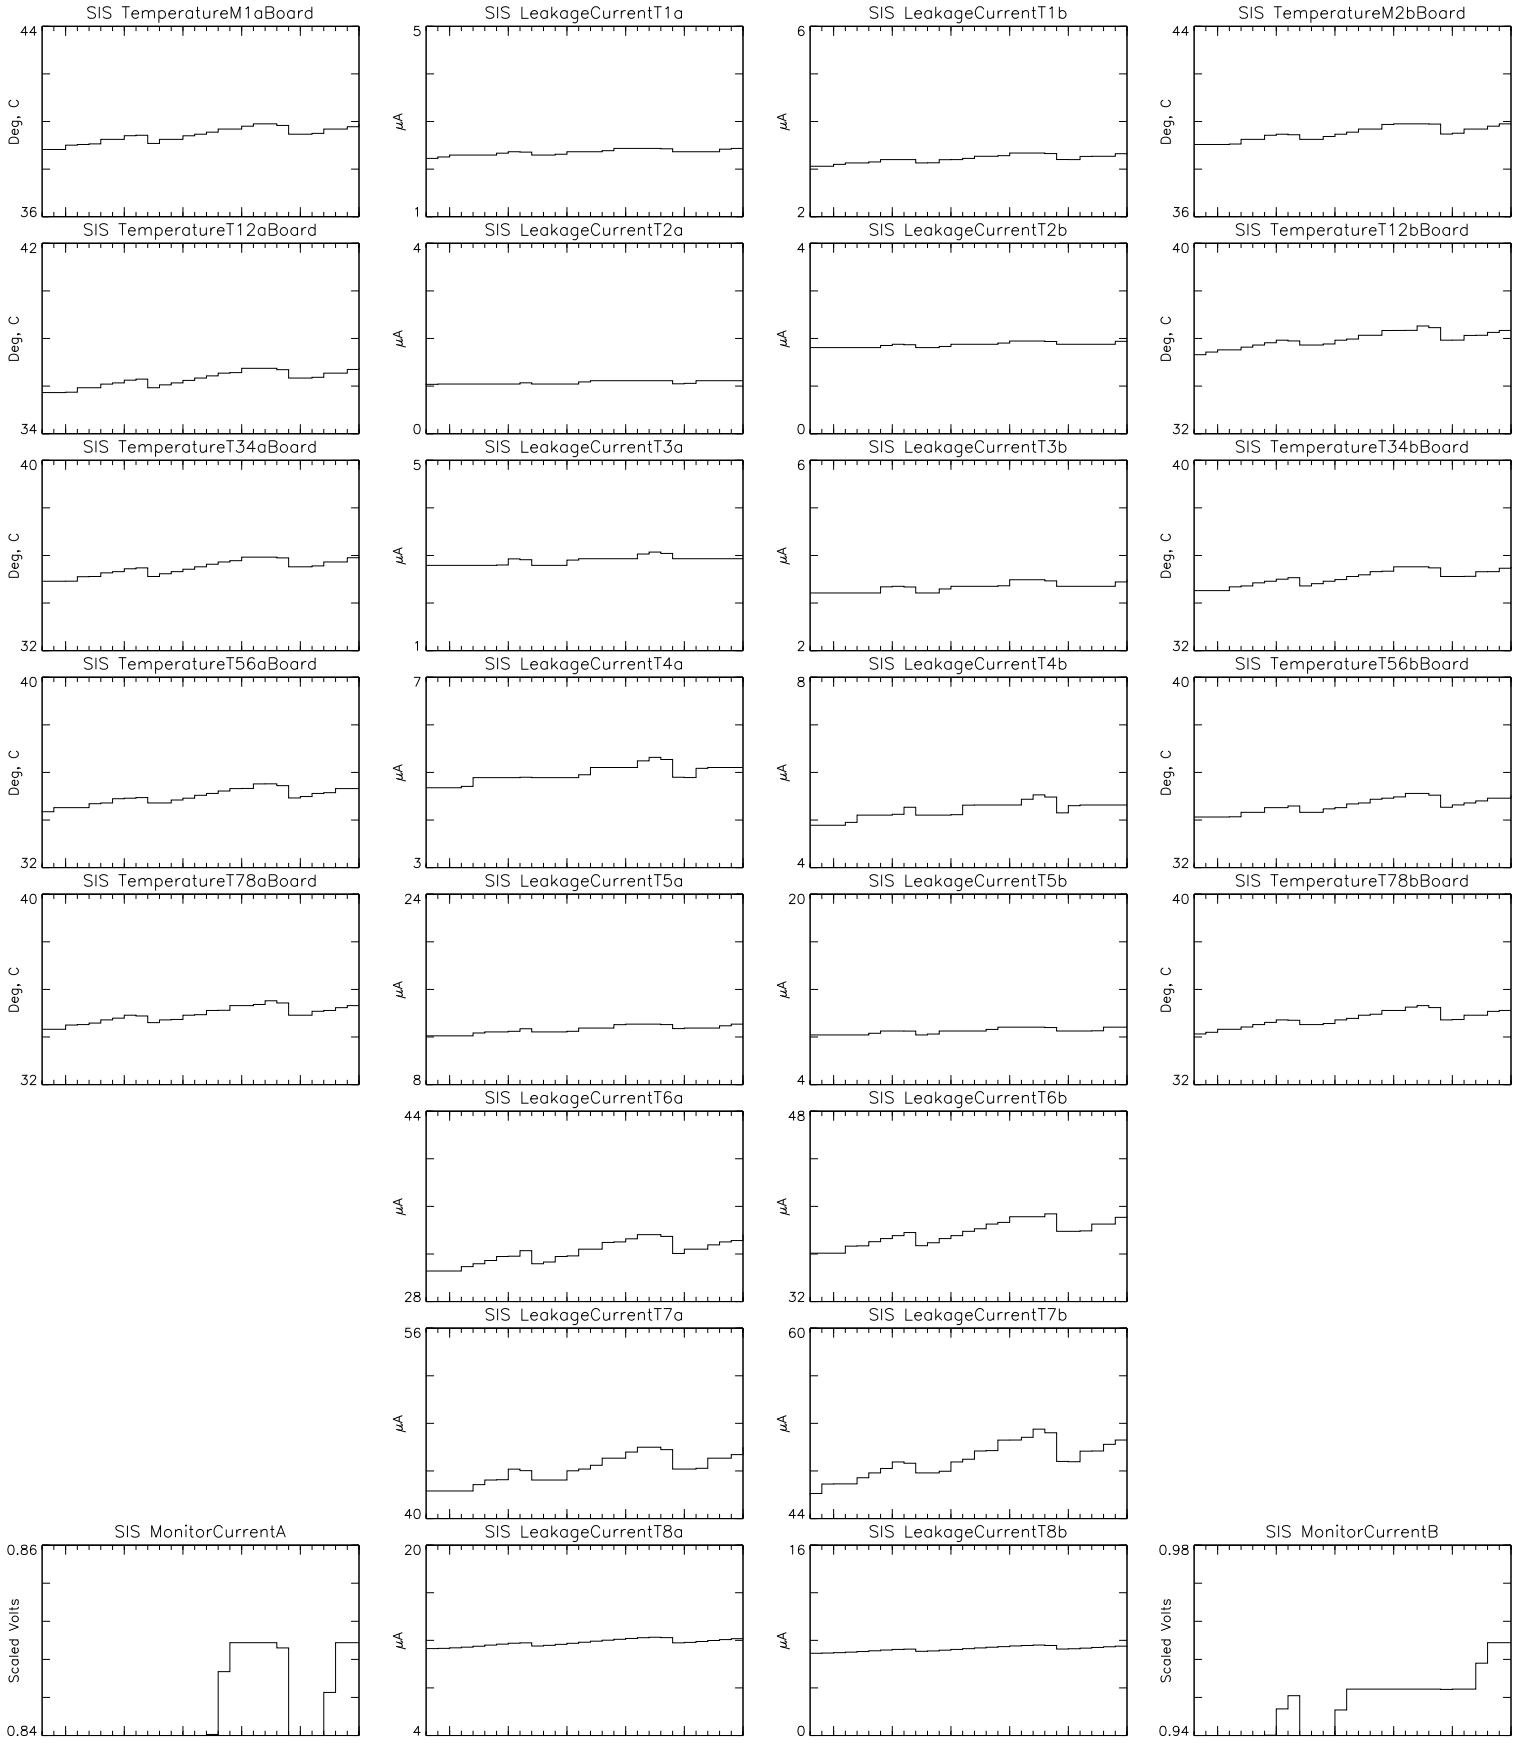 SIS TemperatureM1aBoard
44
Deg, C
36
SIS LeakageCurrentT1a
5
μA
1
SIS LeakageCurrentT1b
6
μA
2
SIS TemperatureM2bBoard
44
Deg, C
36
SIS TemperatureT12aBoard
42
Deg, C
34
SIS LeakageCurrentT2a
4
μA
0
SIS LeakageCurrentT2b
4
μA
0
SIS TemperatureT12bBoard
40
Deg, C
32
SIS TemperatureT34aBoard
40
Deg, C
32
SIS LeakageCurrentT3a
5
μA
1
SIS LeakageCurrentT3b
6
μA
2
SIS TemperatureT34bBoard
40
Deg, C
32
SIS TemperatureT56aBoard
40
Deg, C
32
SIS LeakageCurrentT4a
7
μA
3
SIS LeakageCurrentT4b
8
μA
4
SIS TemperatureT56bBoard
40
Deg, C
32
SIS TemperatureT78aBoard
40
Deg, C
32
SIS LeakageCurrentT5a
24
μA
8
SIS LeakageCurrentT5b
20
μA
4
SIS TemperatureT78bBoard
40
Deg, C
32
SIS LeakageCurrentT6a
44
μA
28
SIS LeakageCurrentT6b
48
μA
32
SIS LeakageCurrentT7a
56
μA
40
SIS LeakageCurrentT7b
60
μA
44
SIS MonitorCurrentA
0.86
Scaled Volts
0.84
SIS LeakageCurrentT8a
20
μA
4
SIS LeakageCurrentT8b
16
μA
0
SIS MonitorCurrentB
0.98
Scaled Volts
0.94